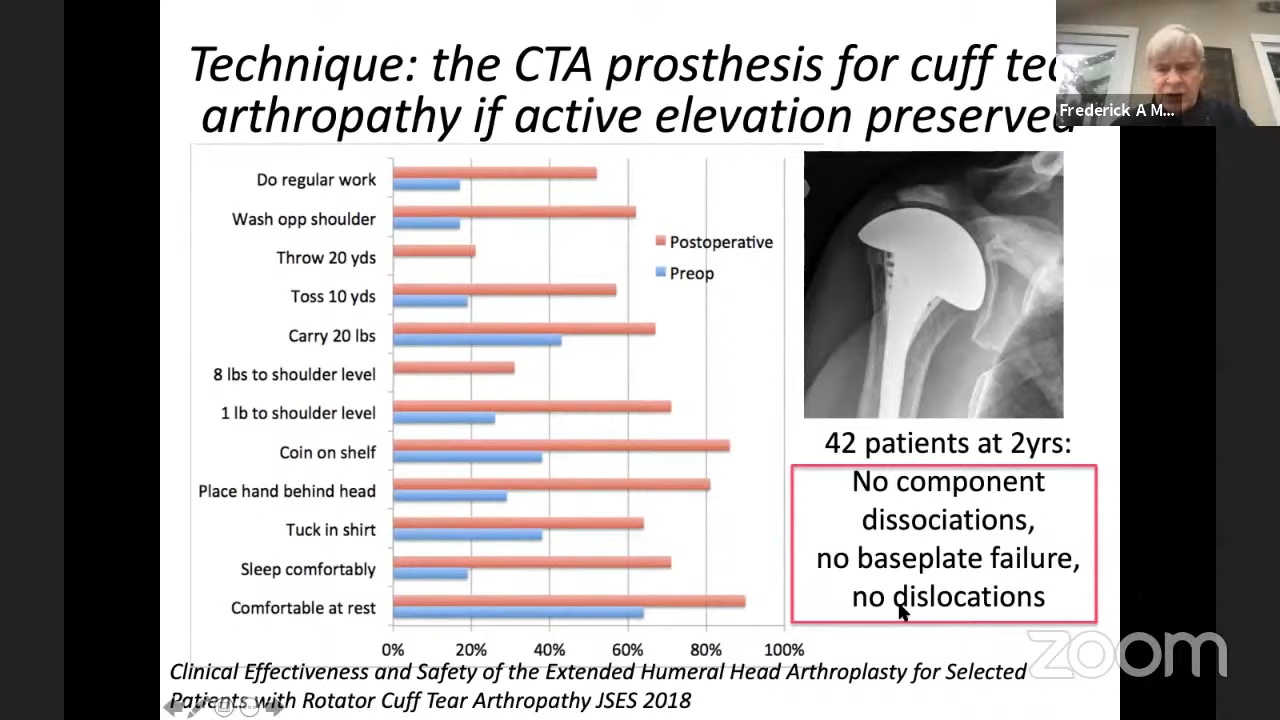 Technique: the CTA prosthesis for cuff
arthropathy if active elevation preserved
Frederick A M...
Do regular work
Wash opp shoulder
Throw 20 yds
Toss 10 yds
Carry 20 lbs
8 lbs to shoulder level
1 lb to shoulder level
Coin on shelf
Place hand behind head
Tuck in shirt
Sleep comfortably
Comfortable at rest
0% 20% 40% 60% 80% 100%
Postoperative
Preop
42 patients at 2yrs:
No component
dissociations,
no baseplate failure,
no dislocations
Clinical Effectiveness and Safety of the Extended Humeral Head Arthroplasty for Selected
Patients with Rotator Cuff Tear Arthropathy JSES 2018
zoom